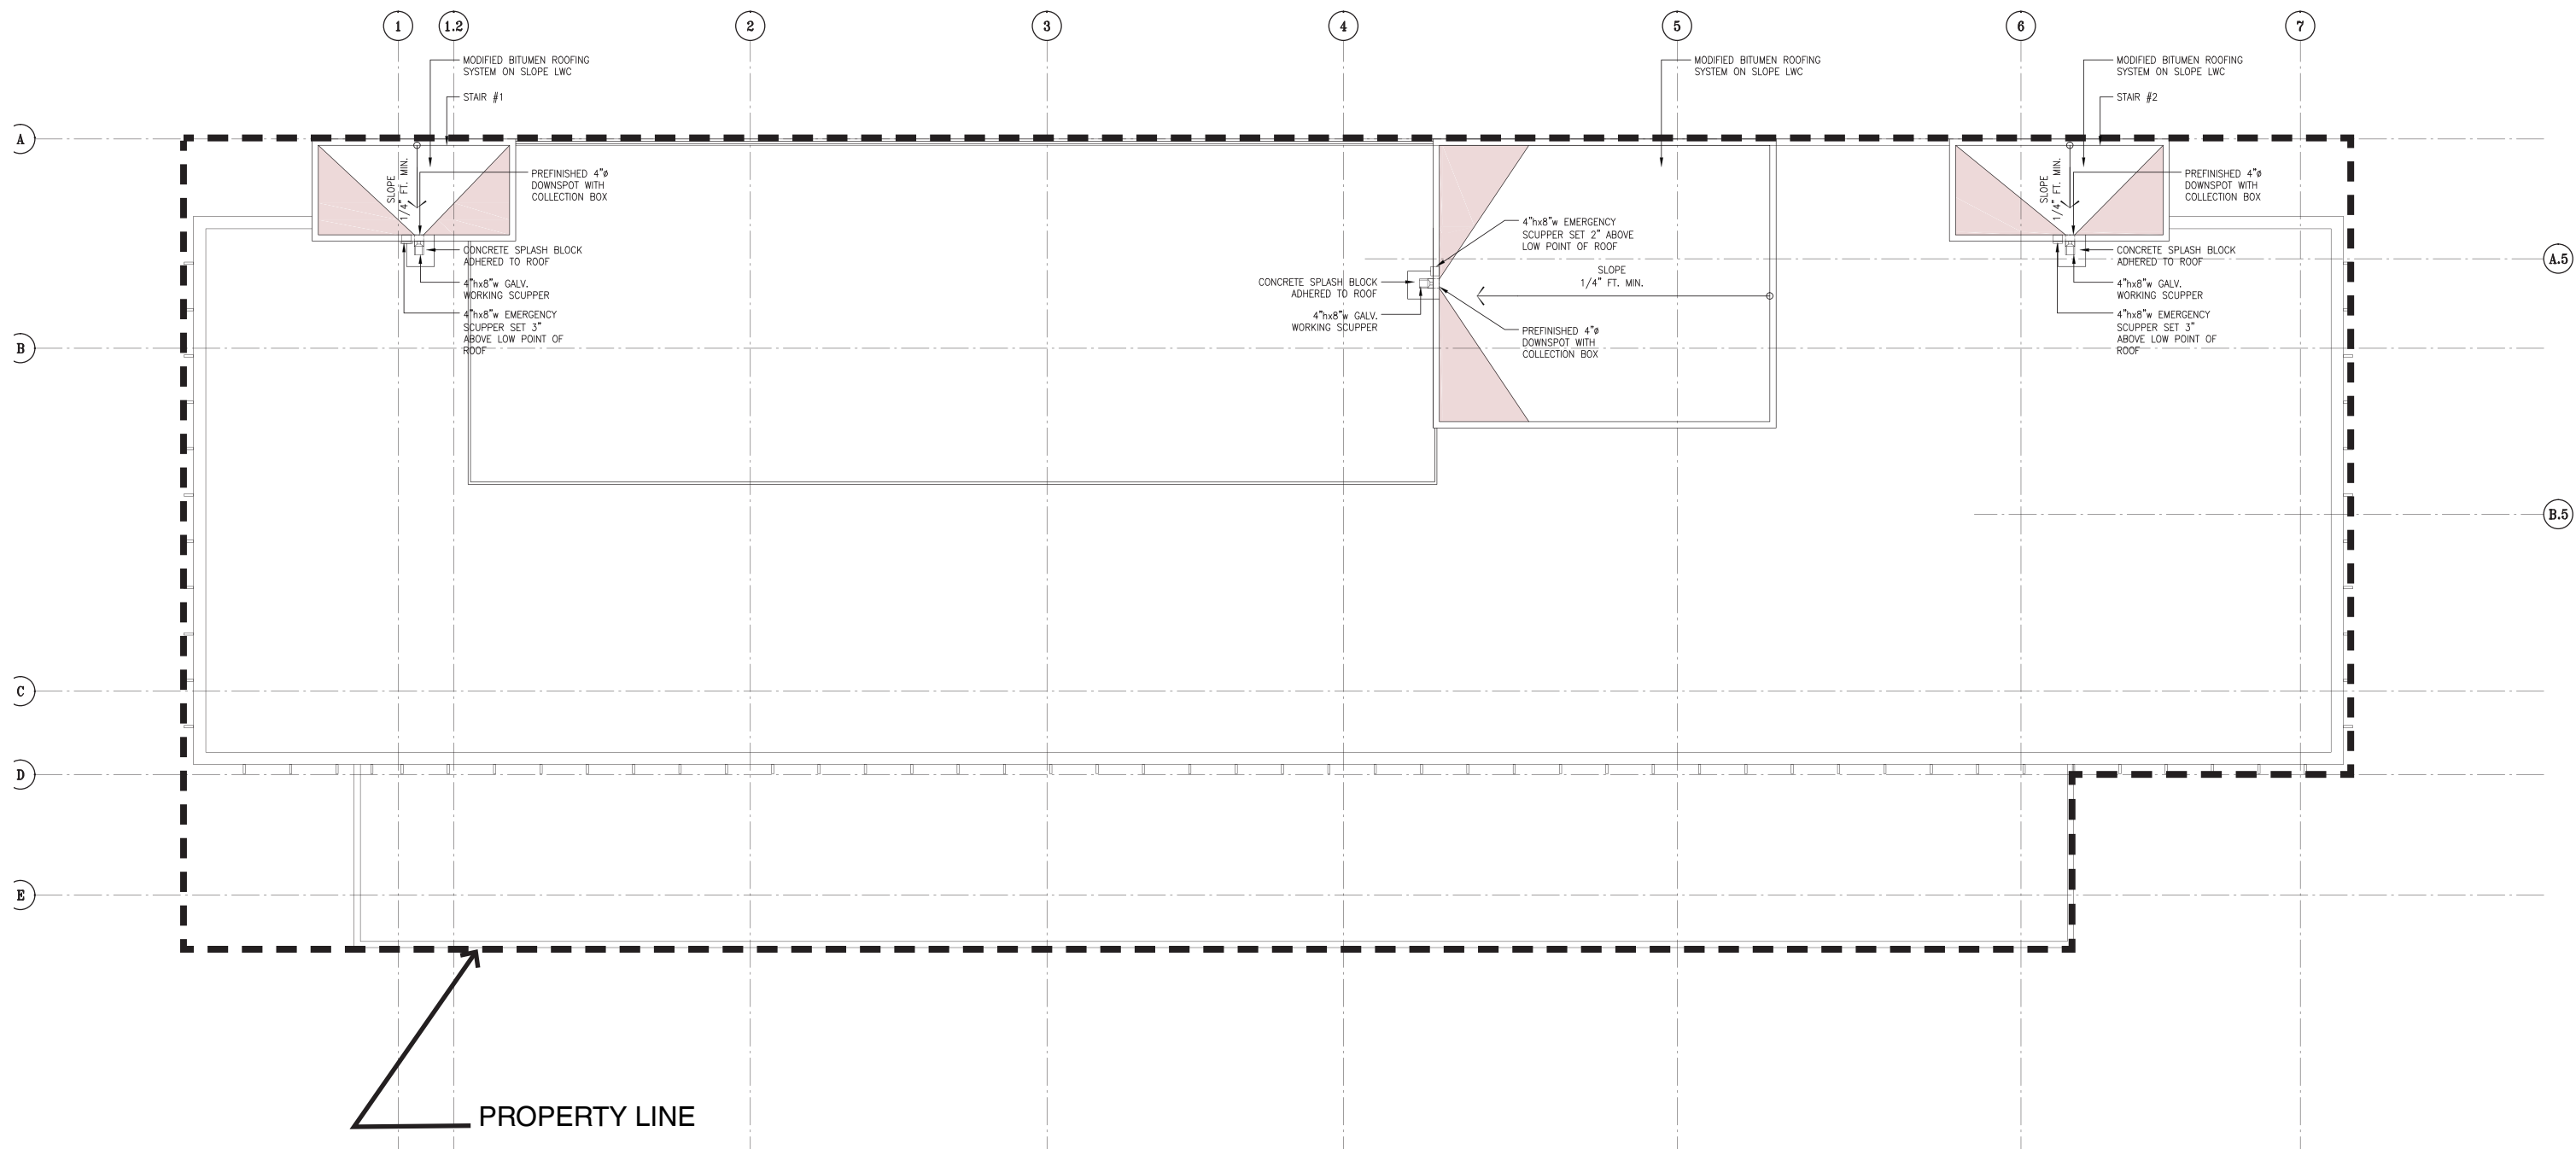 1
1.2
2
3
4
5
6
7
MODIFIED BITUMEN ROOFING
SYSTEM ON SLOPE LWC
STAIR #1
MODIFIED BITUMEN ROOFING
SYSTEM ON SLOPE LWC
MODIFIED BITUMEN ROOFING
SYSTEM ON SLOPE LWC
STAIR #2
A
SLOPE
1/4" FT. MIN.
PREFINISHED 4"ø
DOWNSPOT WITH
COLLECTION BOX
CONCRETE SPLASH BLOCK
ADHERED TO ROOF
4"hx8"w GALV.
WORKING SCUPPER
4"hx8"w EMERGENCY
SCUPPER SET 3"
ABOVE LOW POINT OF
ROOF
4"hx8"w EMERGENCY
SCUPPER SET 2" ABOVE
LOW POINT OF ROOF
CONCRETE SPLASH BLOCK
ADHERED TO ROOF
4"hx8"w GALV.
WORKING SCUPPER
SLOPE
1/4" FT. MIN.
PREFINISHED 4"ø
DOWNSPOT WITH
COLLECTION BOX
SLOPE
1/4" FT. MIN.
PREFINISHED 4"ø
DOWNSPOT WITH
COLLECTION BOX
CONCRETE SPLASH BLOCK
ADHERED TO ROOF
4"hx8"w GALV.
WORKING SCUPPER
4"hx8"w EMERGENCY
SCUPPER SET 3"
ABOVE LOW POINT OF
ROOF
A.5
B
B.5
C
D
E
PROPERTY LINE